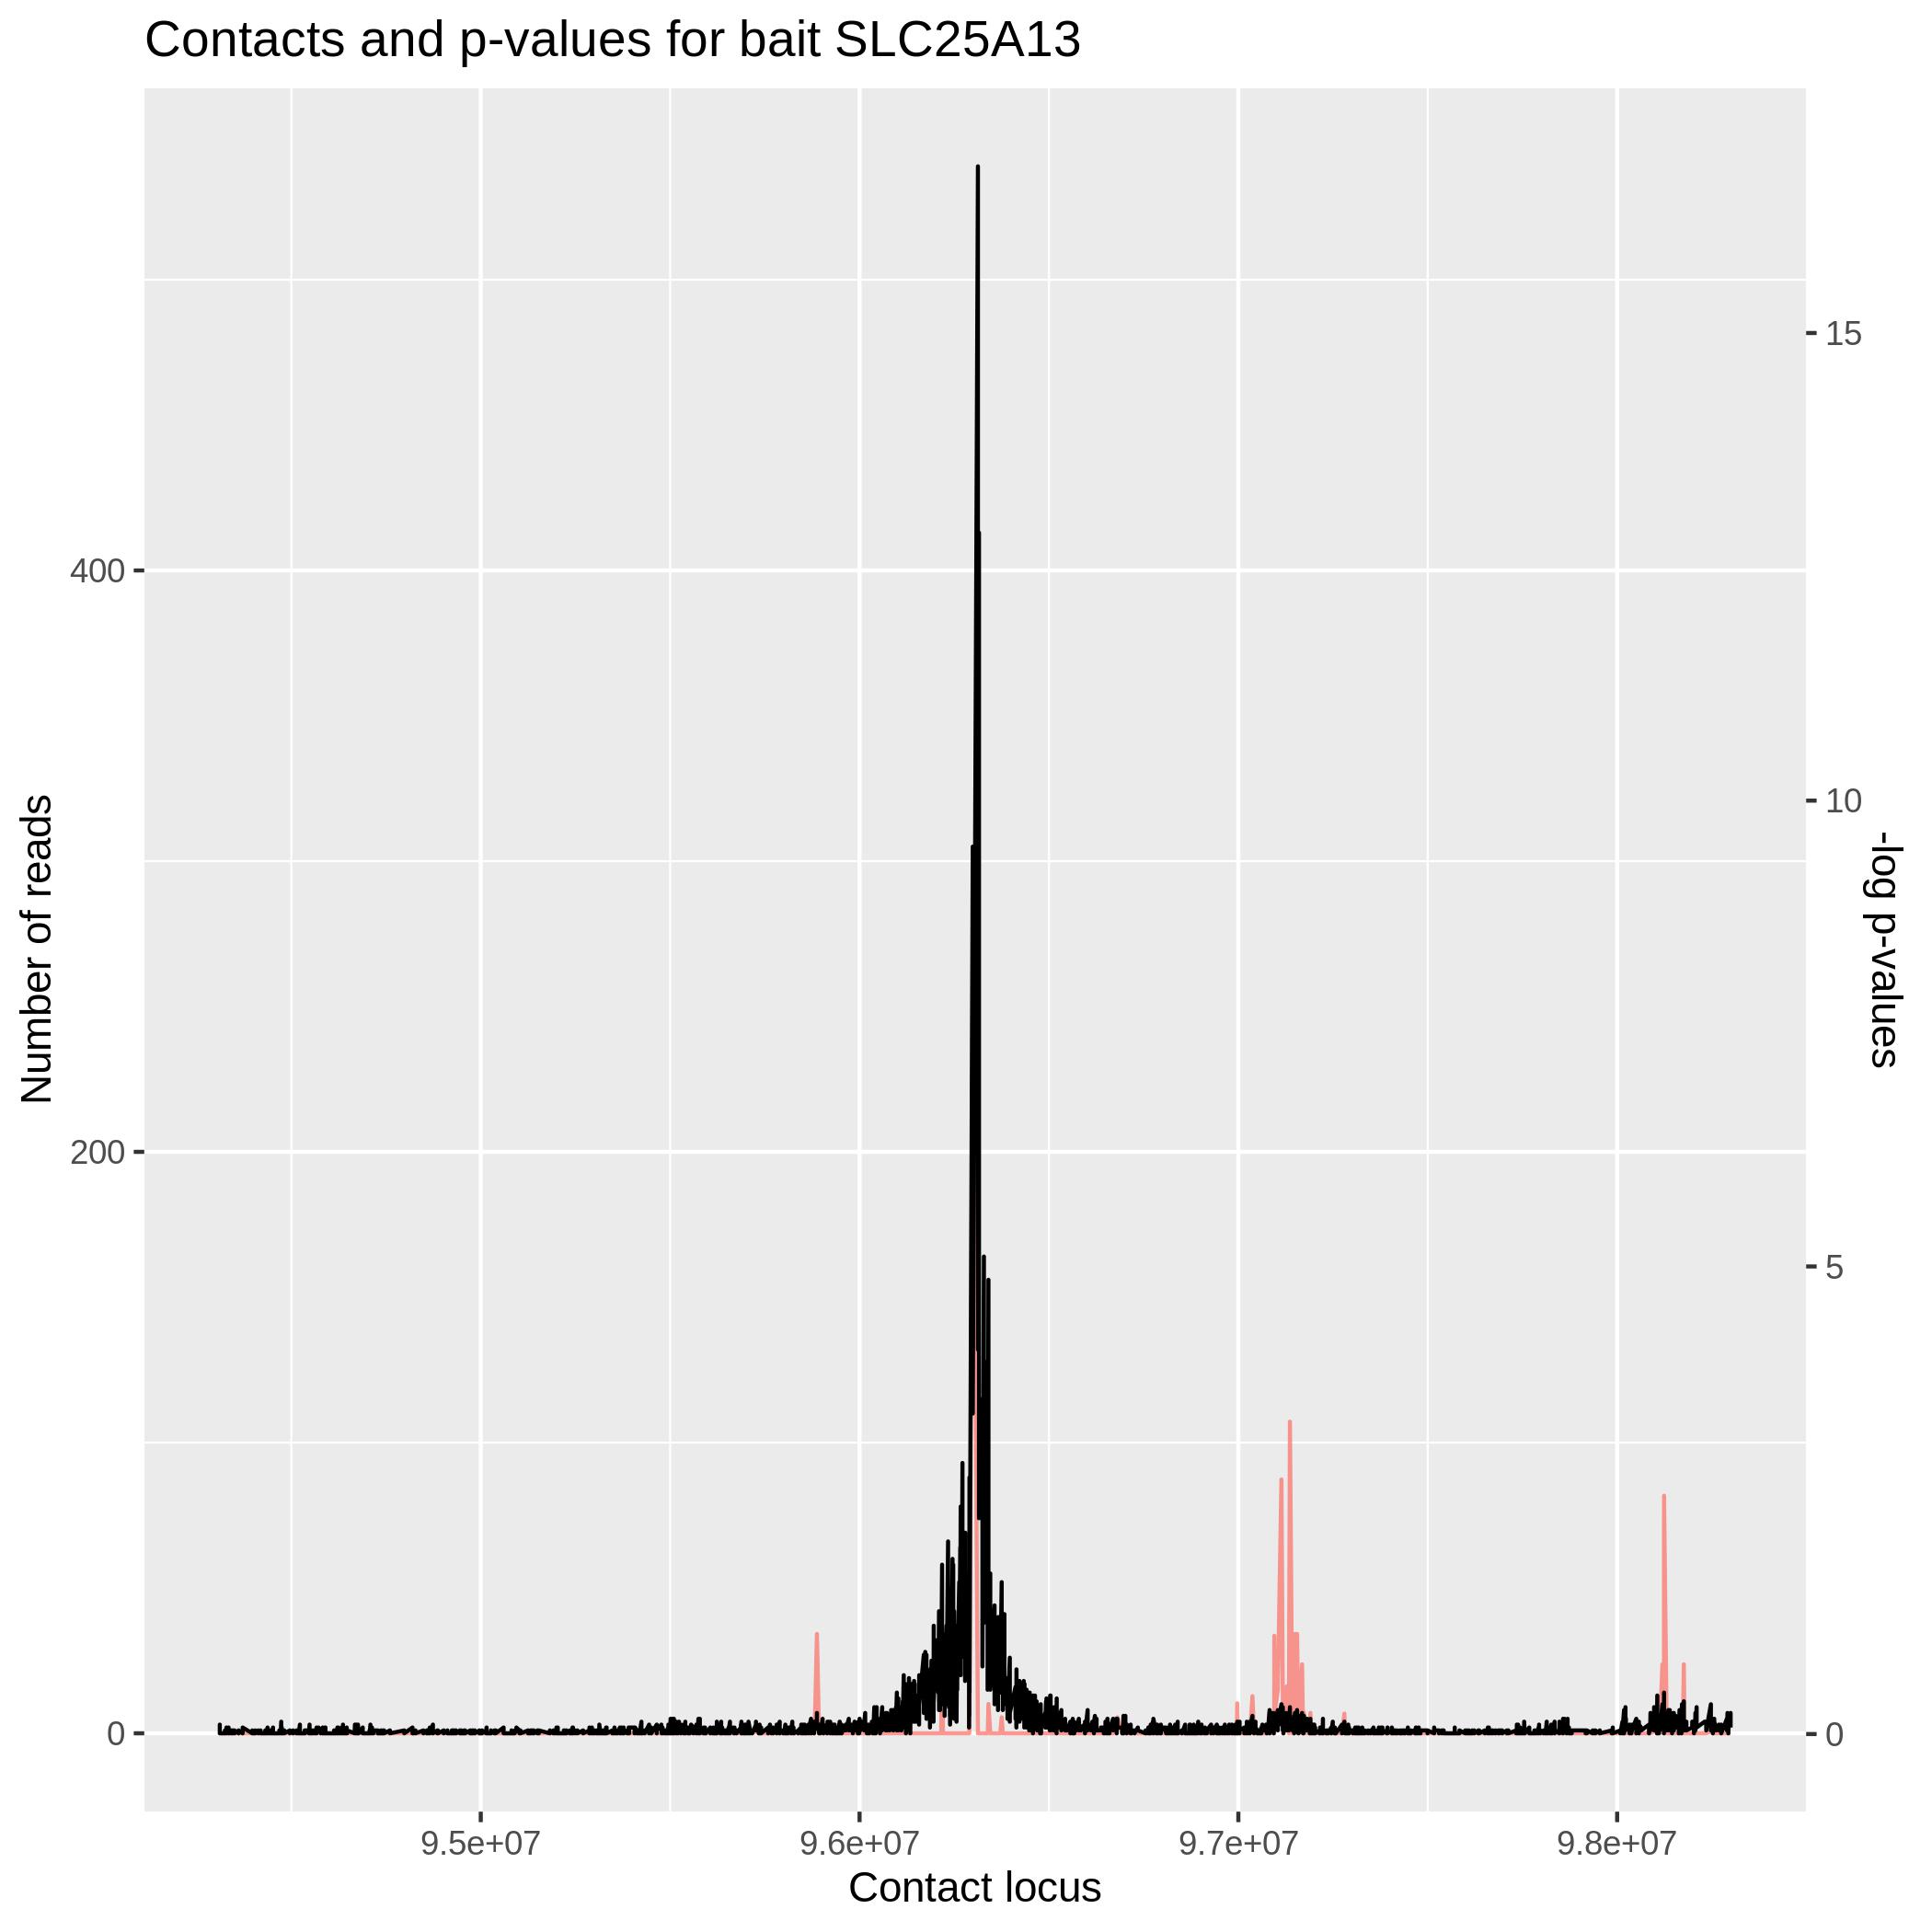 Contacts and p-values for bait SLC25A13
Number of reads
400
200
0
15
10
5
0
-log p-values
9.5e+07
9.6e+07
9.7e+07
9.8e+07
Contact locus